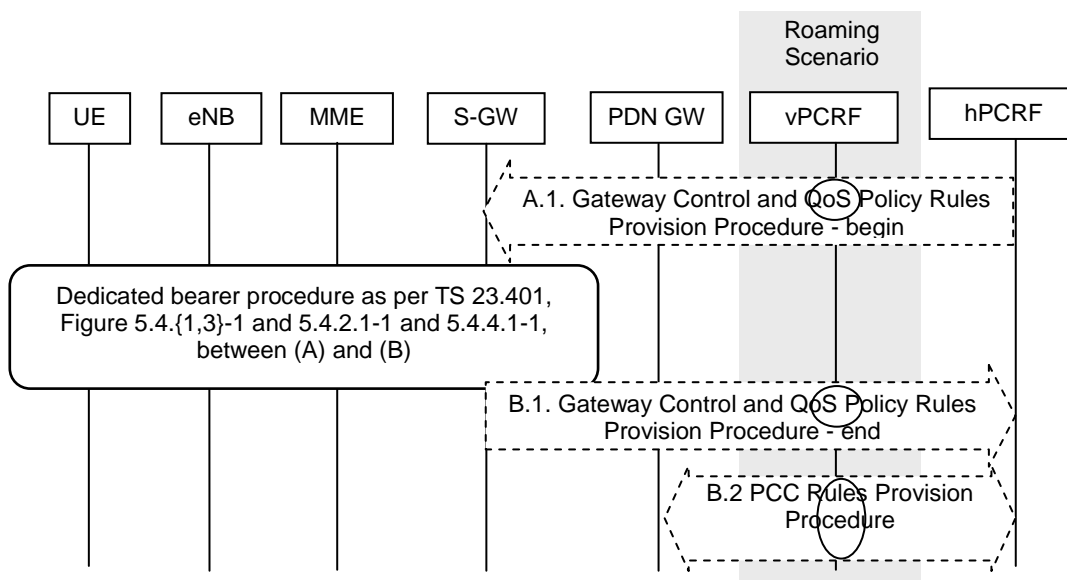 Roaming
Scenario
UE
eNB
MME
S-GW
PDN GW
vPCRF
hPCRF
A.1. Gateway Control and QoS Policy Rules
Provision Procedure - begin
Dedicated bearer procedure as per TS 23.401,
Figure 5.4.{1,3}-1 and 5.4.2.1-1 and 5.4.4.1-1,
between (A) and (B)
B.1. Gateway Control and QoS Policy Rules
Provision Procedure - end
B.2 PCC Rules Provision
Procedure